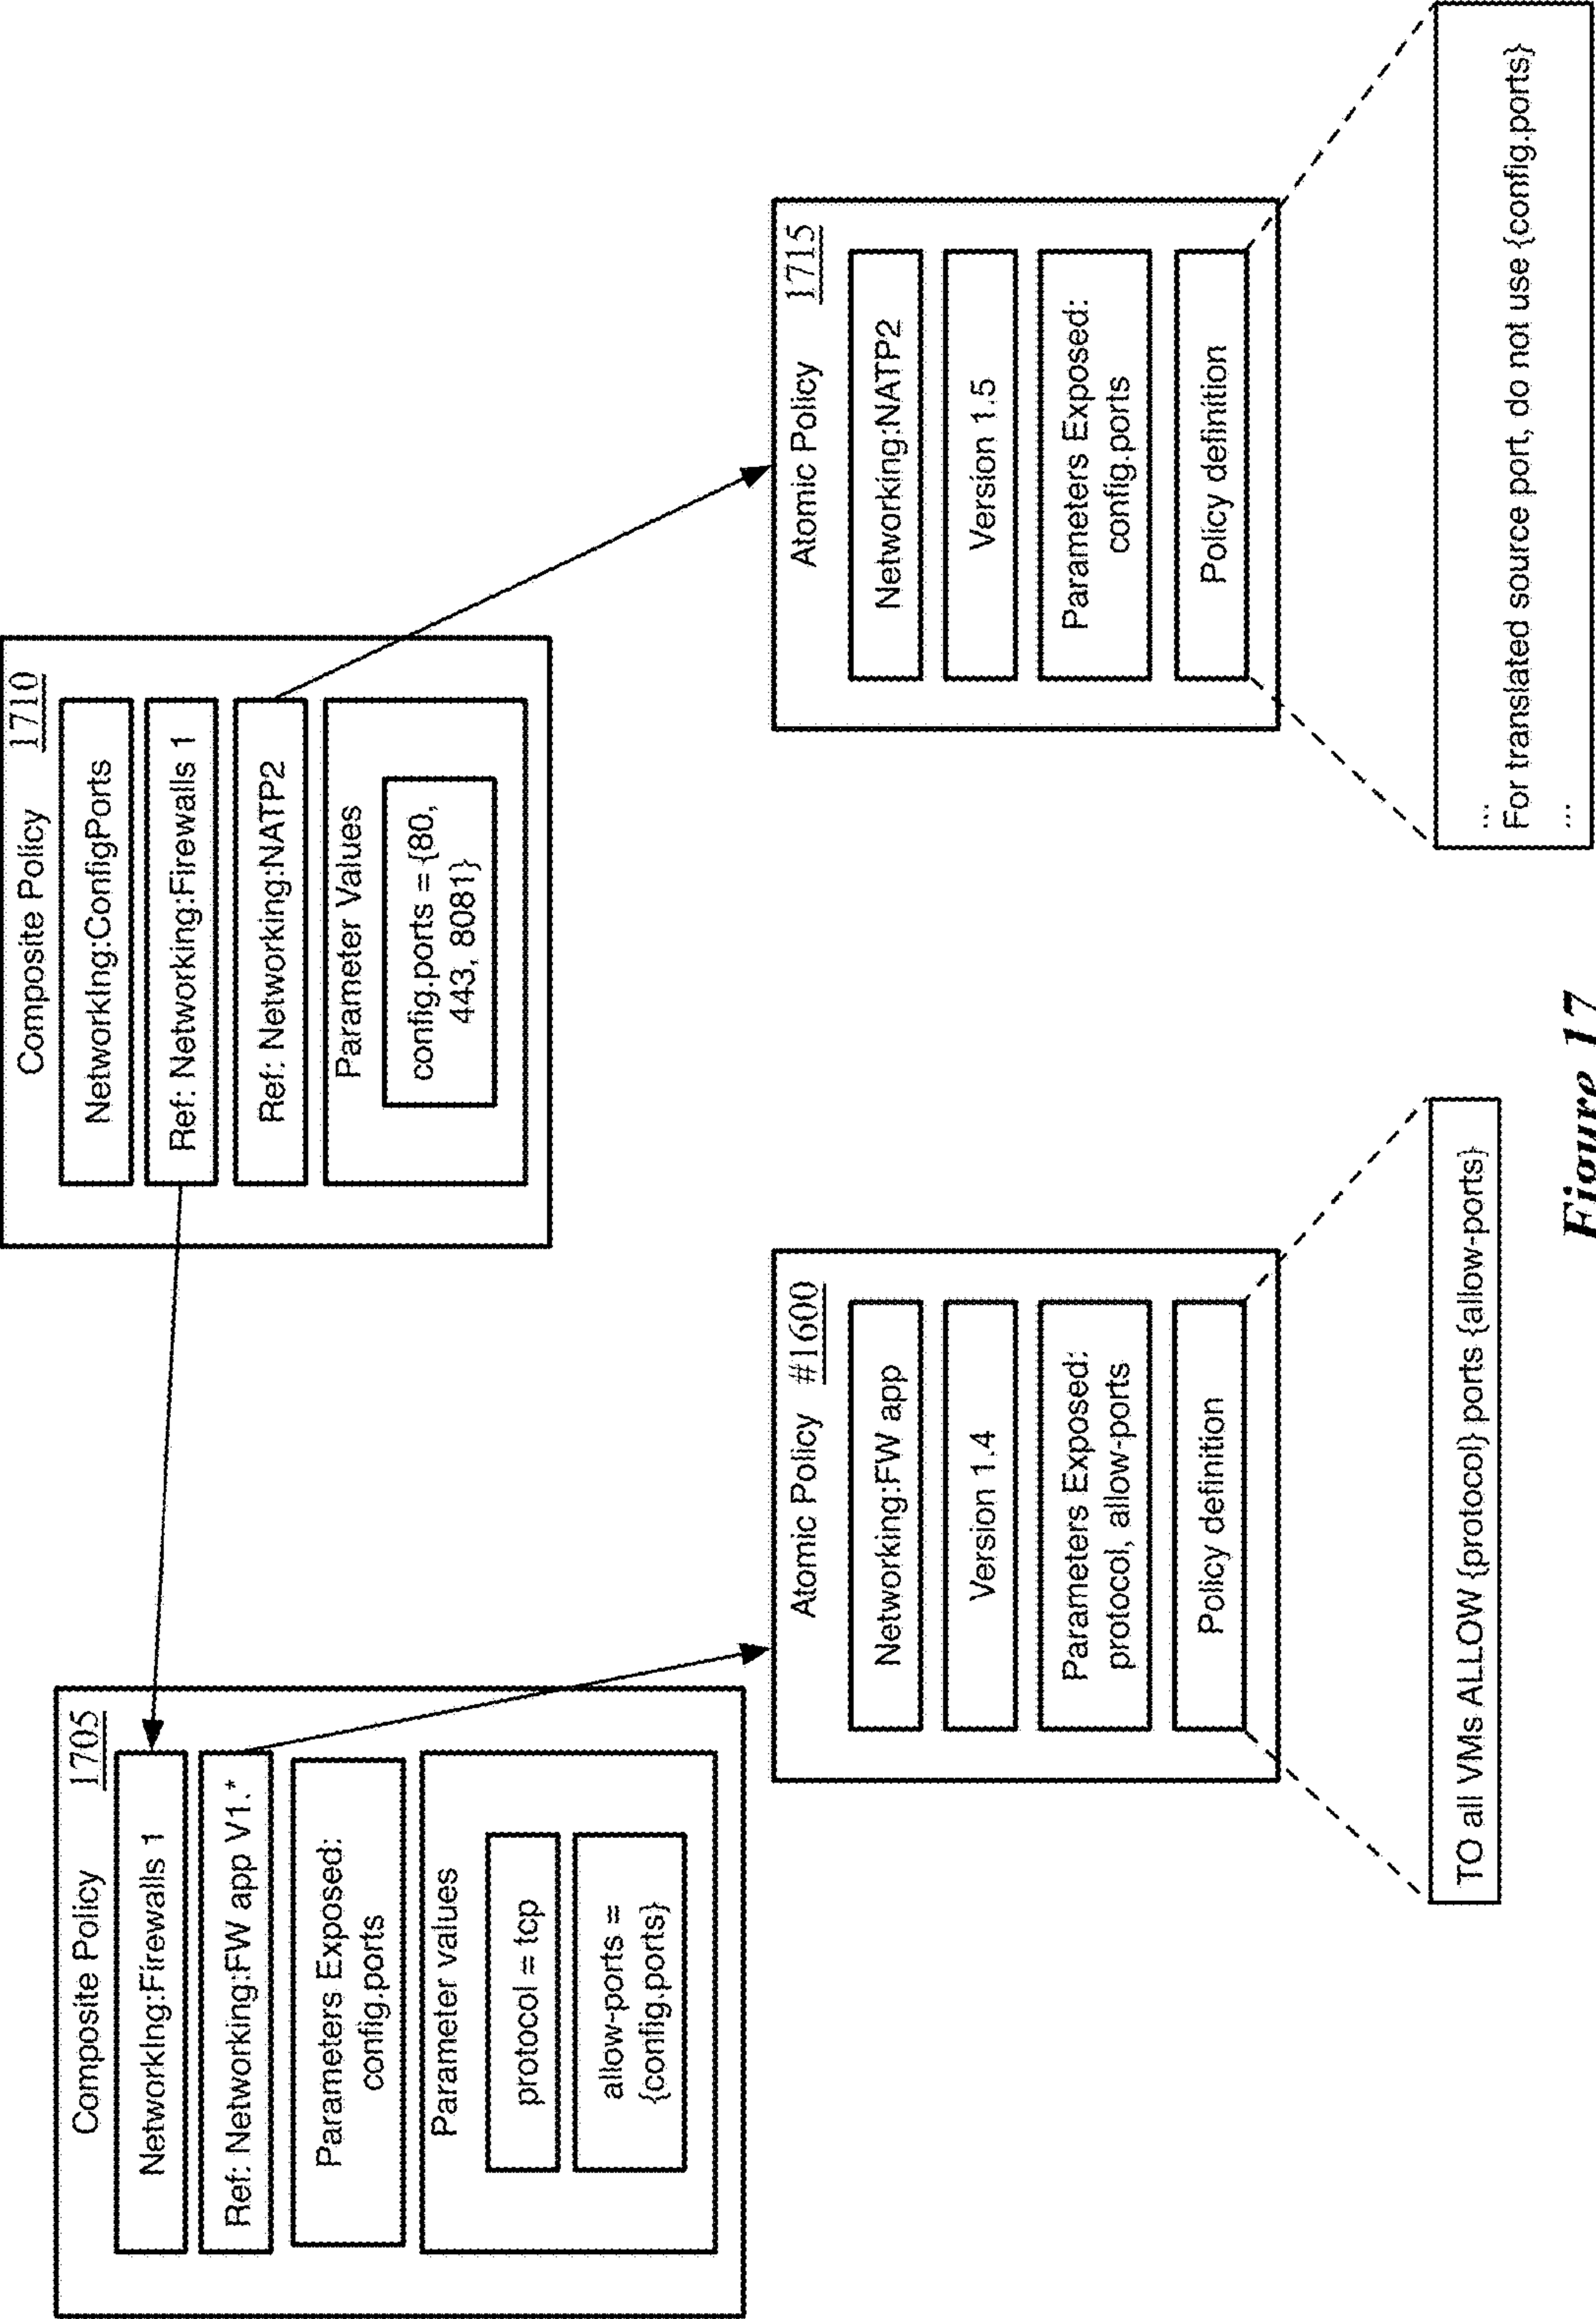 Composite Policy 1705
NetworkIng:Firewalls 1
Ref: Networking:FW app V1.*
Parameters Exposed:
config.ports
Parameter values
protocol = tcp
allow-ports =
{config.ports}
Composite Policy 1710
NetworkIng:ConfigPorts
Ref: Networking:Firewalls 1
Ref: Networking:NATP2
Parameter Values
config.ports = {80,
443, 8081}
Atomic Policy #1600
Networking:FW app
Version 1.4
Parameters Exposed:
protocol, allow-ports
Policy definition
TO all VMs ALLOW {protocol} ports {allow-ports}
Atomic Policy 1715
Networking:NATP2
Version 1.5
Parameters Exposed:
config.ports
Policy definition
...
For translated source port, do not use {config.ports}
...
Figure 17